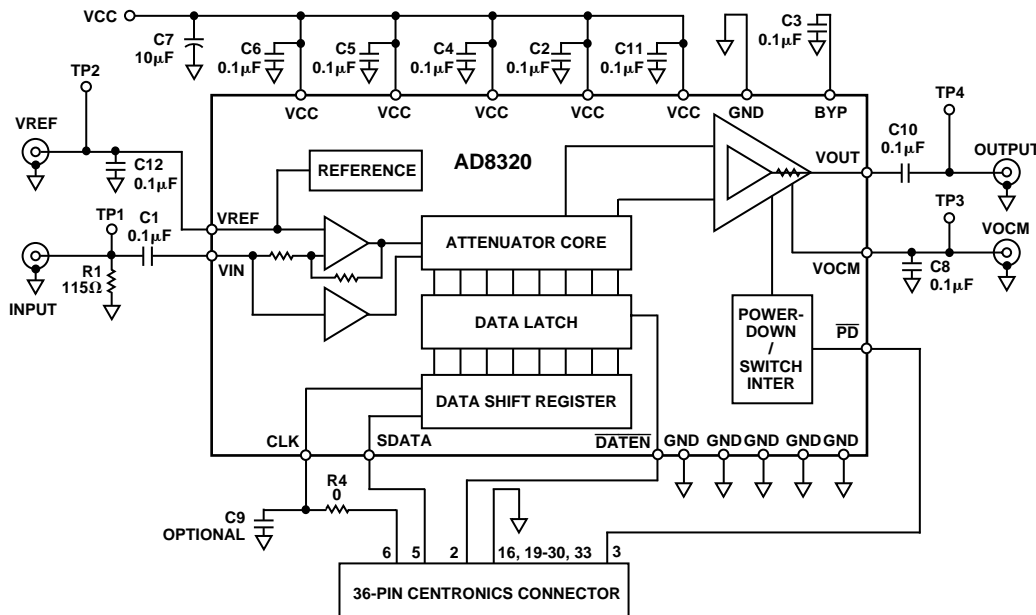 VCC
C7
10µF
C6
0.1µF
C5
0.1µF
C4
0.1µF
C2
0.1µF
C11
0.1µF
C3
0.1µF
TP2
VREF
C12
0.1µF
VCC
VCC
VCC
VCC
VCC
GND
BYP
AD8320
REFERENCE
TP4
C10
0.1µF
OUTPUT
VOUT
TP1
C1
0.1µF
VREF
VIN
R1
115Ω
INPUT
ATTENUATOR CORE
TP3
VOCM
VOCM
C8
0.1µF
DATA LATCH
POWER-
DOWN
/
SWITCH
INTER
PD
DATA SHIFT REGISTER
CLK
SDATA
DATEN
GND
GND
GND
GND
GND
R4
0
C9
OPTIONAL
6
5
2
16, 19-30, 33
3
36-PIN CENTRONICS CONNECTOR